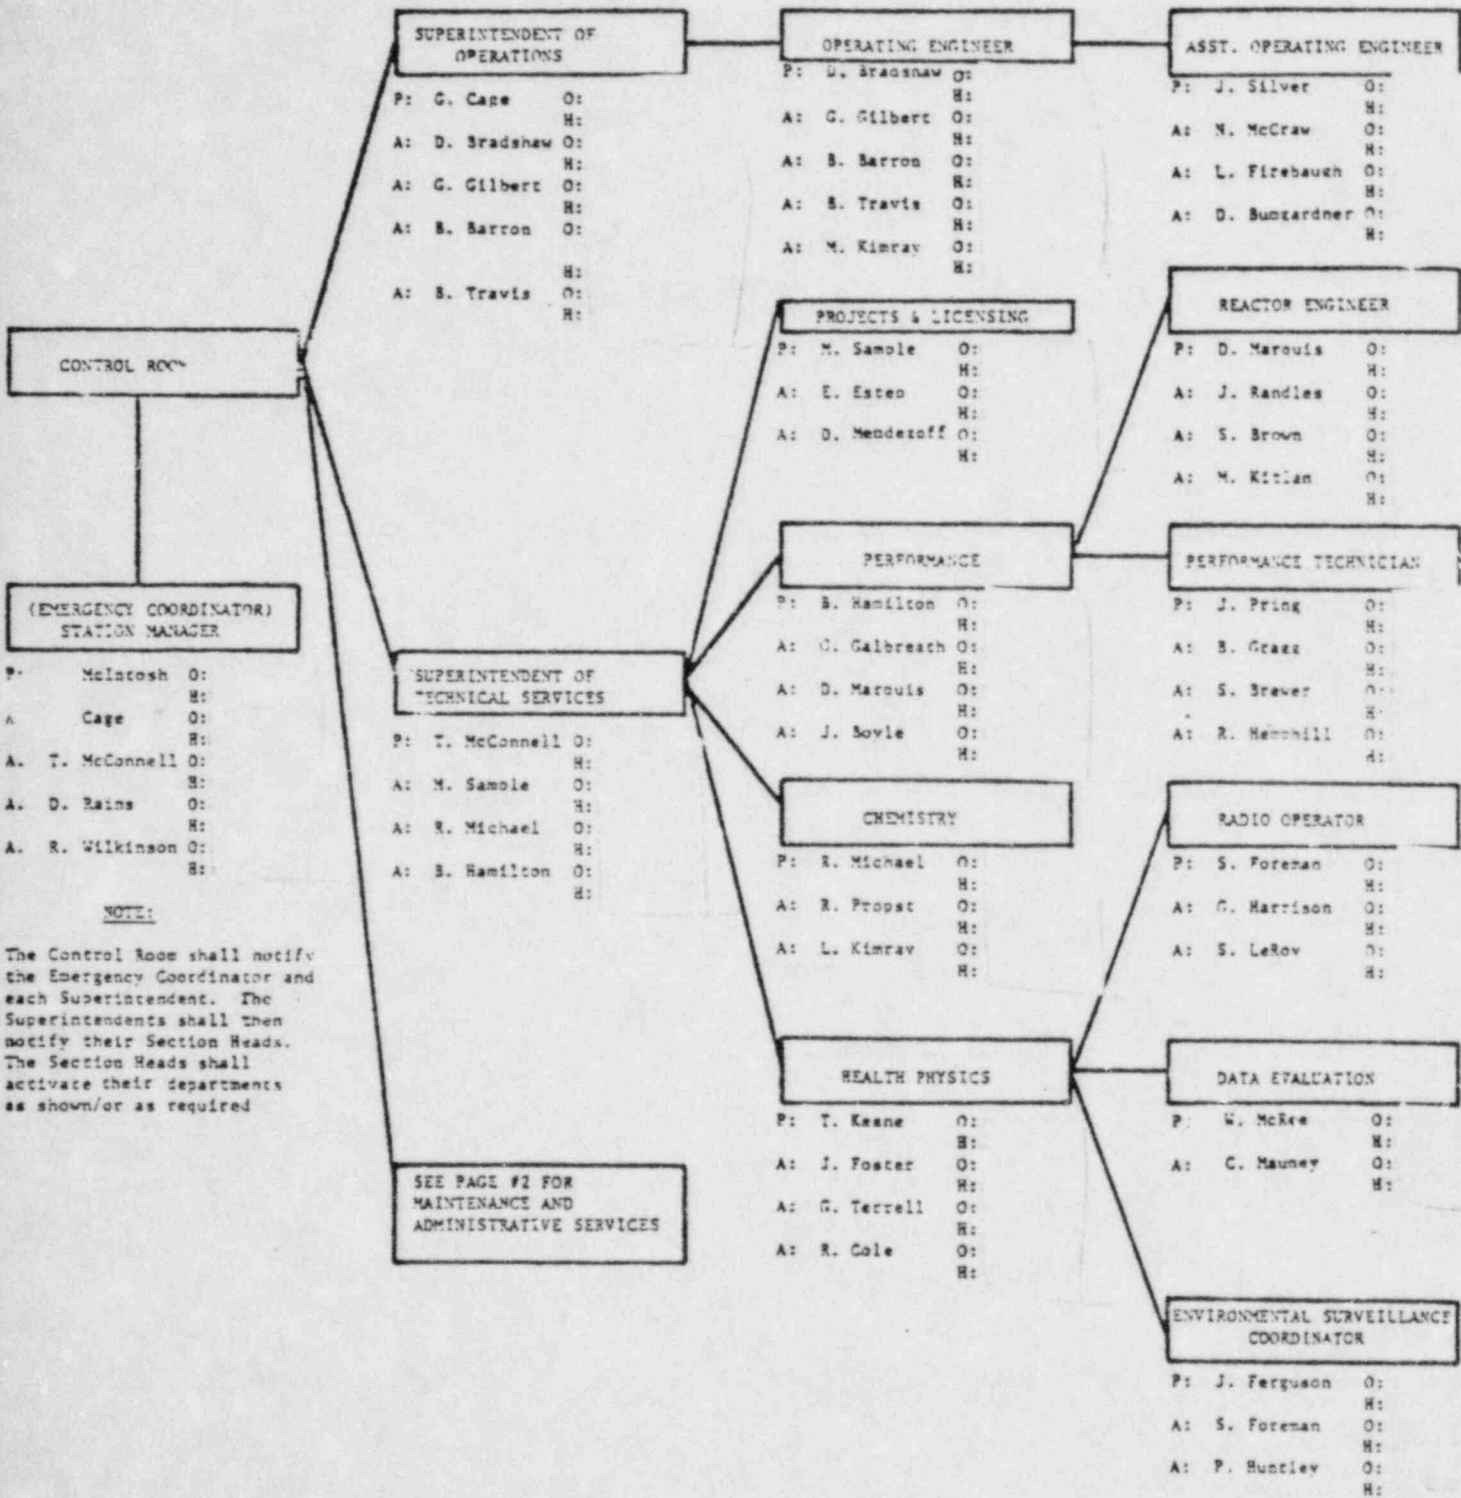 SUPERINTENDENT OF
OPERATIONS
P: G. Cage O:
H:
A: D. Bradshaw O:
H:
A: G. Gilbert O:
H:
A: B. Barron O:
H:
A: B. Travis O:
H:
OPERATING ENGINEER
P: D. Bradshaw O:
H:
A: G. Gilbert O:
H:
A: B. Barron O:
H:
A: B. Travis O:
H:
A: M. Kimray O:
H:
ASST. OPERATING ENGINEER
P: J. Silver O:
H:
A: N. McCraw O:
H:
A: L. Firebaugh O:
H:
A: D. Bumgardner O:
H:
CONTROL ROOM
(EMERGENCY COORDINATOR)
STATION MANAGER
P. McIntosh O:
H:
A Cage O:
H:
A. T. McConnell O:
H:
A. D. Rains O:
H:
A. R. Wilkinson O:
H:
NOTE:
The Control Room shall notify
the Emergency Coordinator and
each Superintendent. The
Superintendents shall then
notify their Section Heads.
The Section Heads shall
activate their departments
as shown/or as required
SUPERINTENDENT OF
TECHNICAL SERVICES
P: T. McConnell O:
H:
A: M. Sample O:
H:
A: R. Michael O:
H:
A: B. Hamilton O:
H:
SEE PAGE #2 FOR
MAINTENANCE AND
ADMINISTRATIVE SERVICES
PROJECTS & LICENSING
P: M. Sample O:
H:
A: E. Estep O:
H:
A: D. Mendezoff O:
H:
PERFORMANCE
P: B. Hamilton O:
H:
A: G. Galbreath O:
H:
A: D. Marquis O:
H:
A: J. Boyle O:
H:
CHEMISTRY
P: R. Michael O:
H:
A: R. Propst O:
H:
A: L. Kimray O:
H:
HEALTH PHYSICS
P: T. Keane O:
H:
A: J. Foster O:
H:
A: G. Terrell O:
H:
A: R. Cole O:
H:
REACTOR ENGINEER
P: D. Marquis O:
H:
A: J. Randles O:
H:
A: S. Brown O:
H:
A: M. Kitlan O:
H:
PERFORMANCE TECHNICIAN
P: J. Pring O:
H:
A: B. Gragg O:
H:
A: S. Brewer O:
H:
A: R. Hemphill O:
H:
RADIO OPERATOR
P: S. Foreman O:
H:
A: G. Harrison O:
H:
A: S. LeRoy O:
H:
DATA EVALUATION
P: W. McRee O:
H:
A: C. Mauney O:
H:
ENVIRONMENTAL SURVEILLANCE
COORDINATOR
P: J. Ferguson O:
H:
A: S. Foreman O:
H:
A: P. Huntley O:
H: